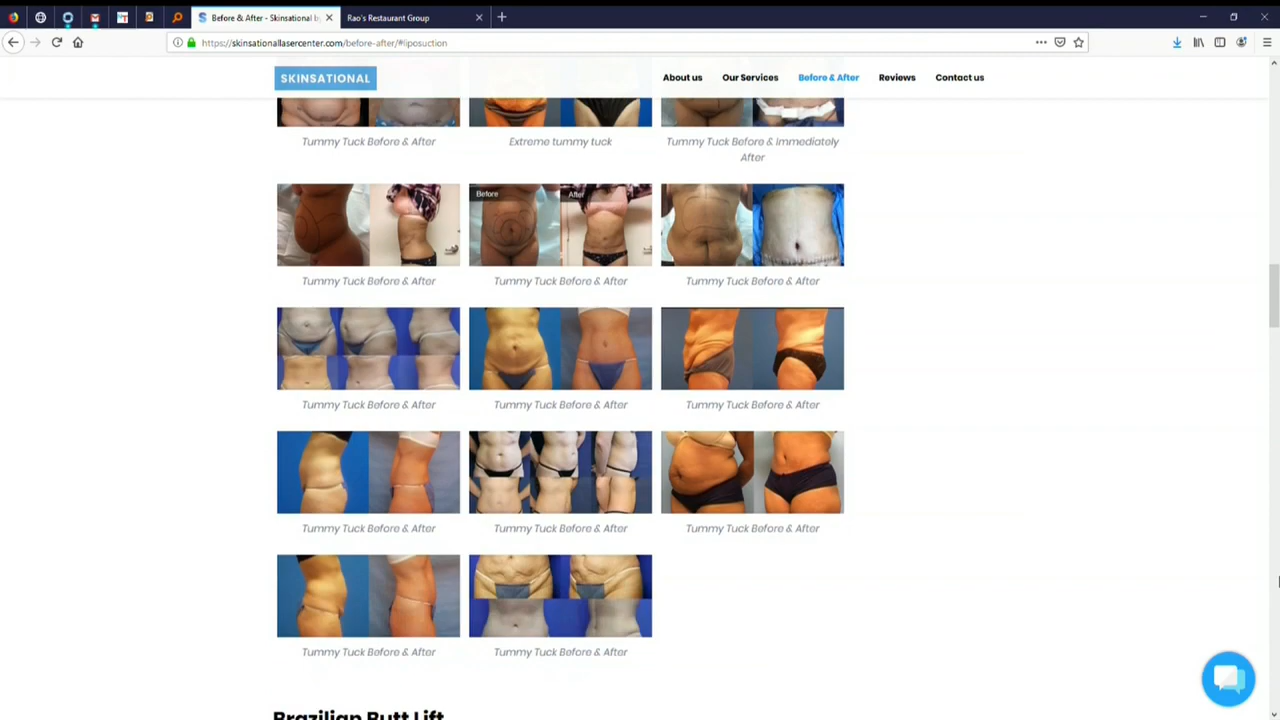 Before & After - Skinsational by
Rao's Restaurant Group
https://skinsationallasercenter.com/before-after/#liposuction
SKINSATIONAL
About us
Our Services
Before & After
Reviews
Contact us
Tummy Tuck Before & After
Extreme tummy tuck
Tummy Tuck Before & Immediately
After
Before
After
Tummy Tuck Before & After
Tummy Tuck Before & After
Tummy Tuck Before & After
Tummy Tuck Before & After
Tummy Tuck Before & After
Tummy Tuck Before & After
Tummy Tuck Before & After
Tummy Tuck Before & After
Tummy Tuck Before & After
Tummy Tuck Before & After
Tummy Tuck Before & After
Brazilian Butt Lift